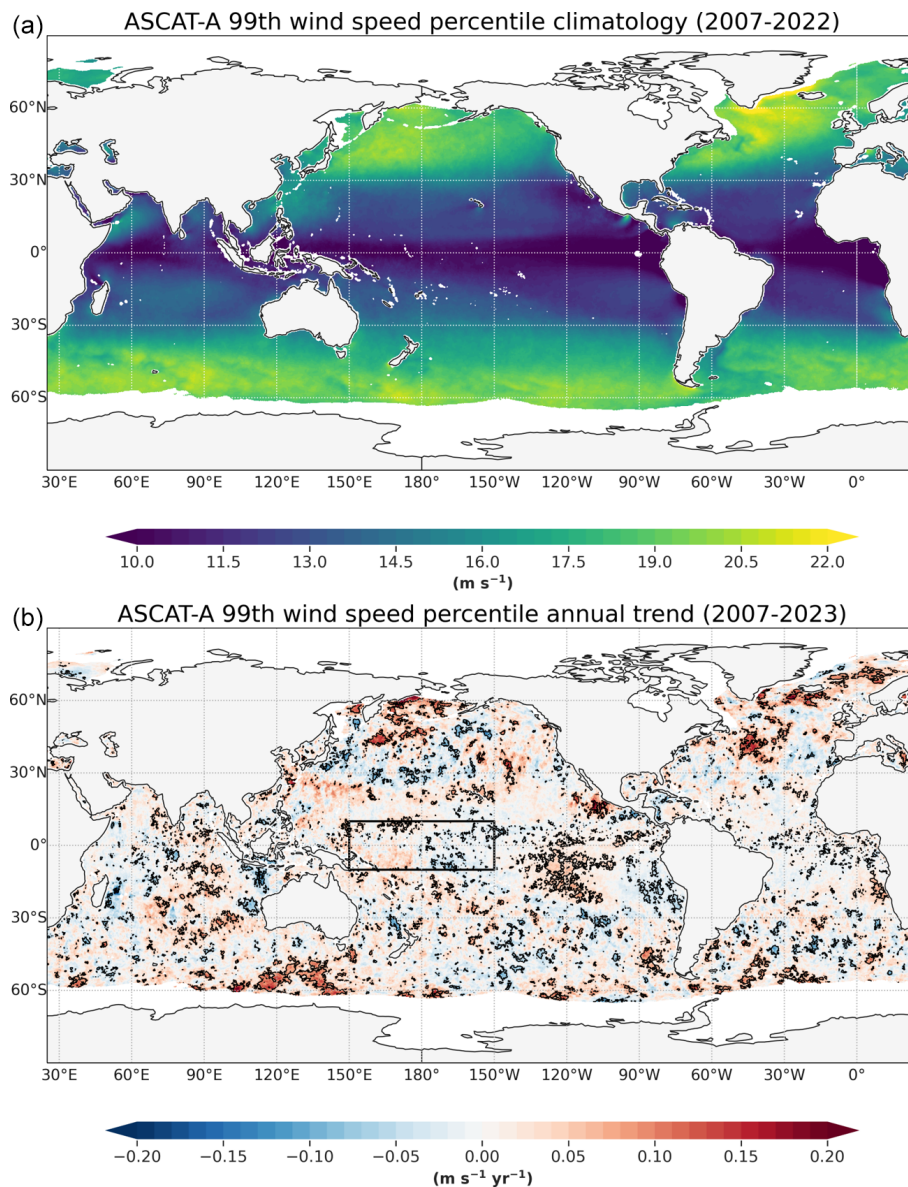 (a) ASCAT-A 99th wind speed percentile climatology (2007-2022)
60°N
30°N
0°
30°S
60°S
30°E 60°E 90°E 120°E 150°E 180° 150°W 120°W 90°W 60°W 30°W 0°
10.0 11.5 13.0 14.5 16.0 17.5 19.0 20.5 22.0
(m s⁻¹)
(b) ASCAT-A 99th wind speed percentile annual trend (2007-2023)
60°N
30°N
0°
30°S
60°S
30°E 60°E 90°E 120°E 150°E 180° 150°W 120°W 90°W 60°W 30°W 0°
−0.20 −0.15 −0.10 −0.05 0.00 0.05 0.10 0.15 0.20
(m s⁻¹ yr⁻¹)